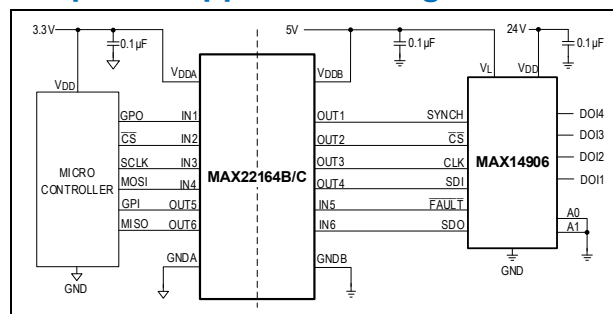 3.3V
0.1µF
5V
0.1µF
24V
0.1µF
VDD
VDDA
VDDB
VL
VDD
MICRO
CONTROLLER
GPO
CS
SCLK
MOSI
GPI
MISO
GND
IN1
IN2
IN3
IN4
OUT5
OUT6
GNDA
MAX22164B/C
OUT1
OUT2
OUT3
OUT4
IN5
IN6
GNDB
SYNCH
CS
CLK
SDI
FAULT
SDO
MAX14906
DOI4
DOI3
DOI2
DOI1
A0
A1
GND